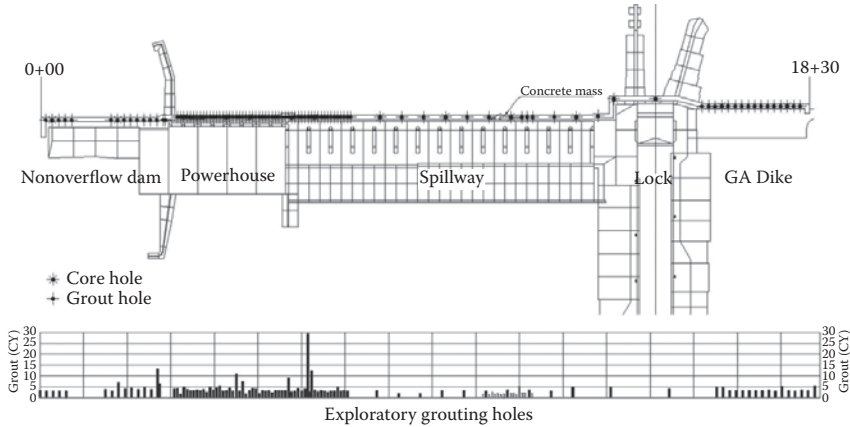 0+00
18+30
Concrete mass
Nonoverflow dam
Powerhouse
Spillway
Lock
GA Dike
Core hole
Grout hole
Grout (CY)
30
25
20
15
10
5
0
30
25
20
15
10
5
0
Grout (CY)
Exploratory grouting holes